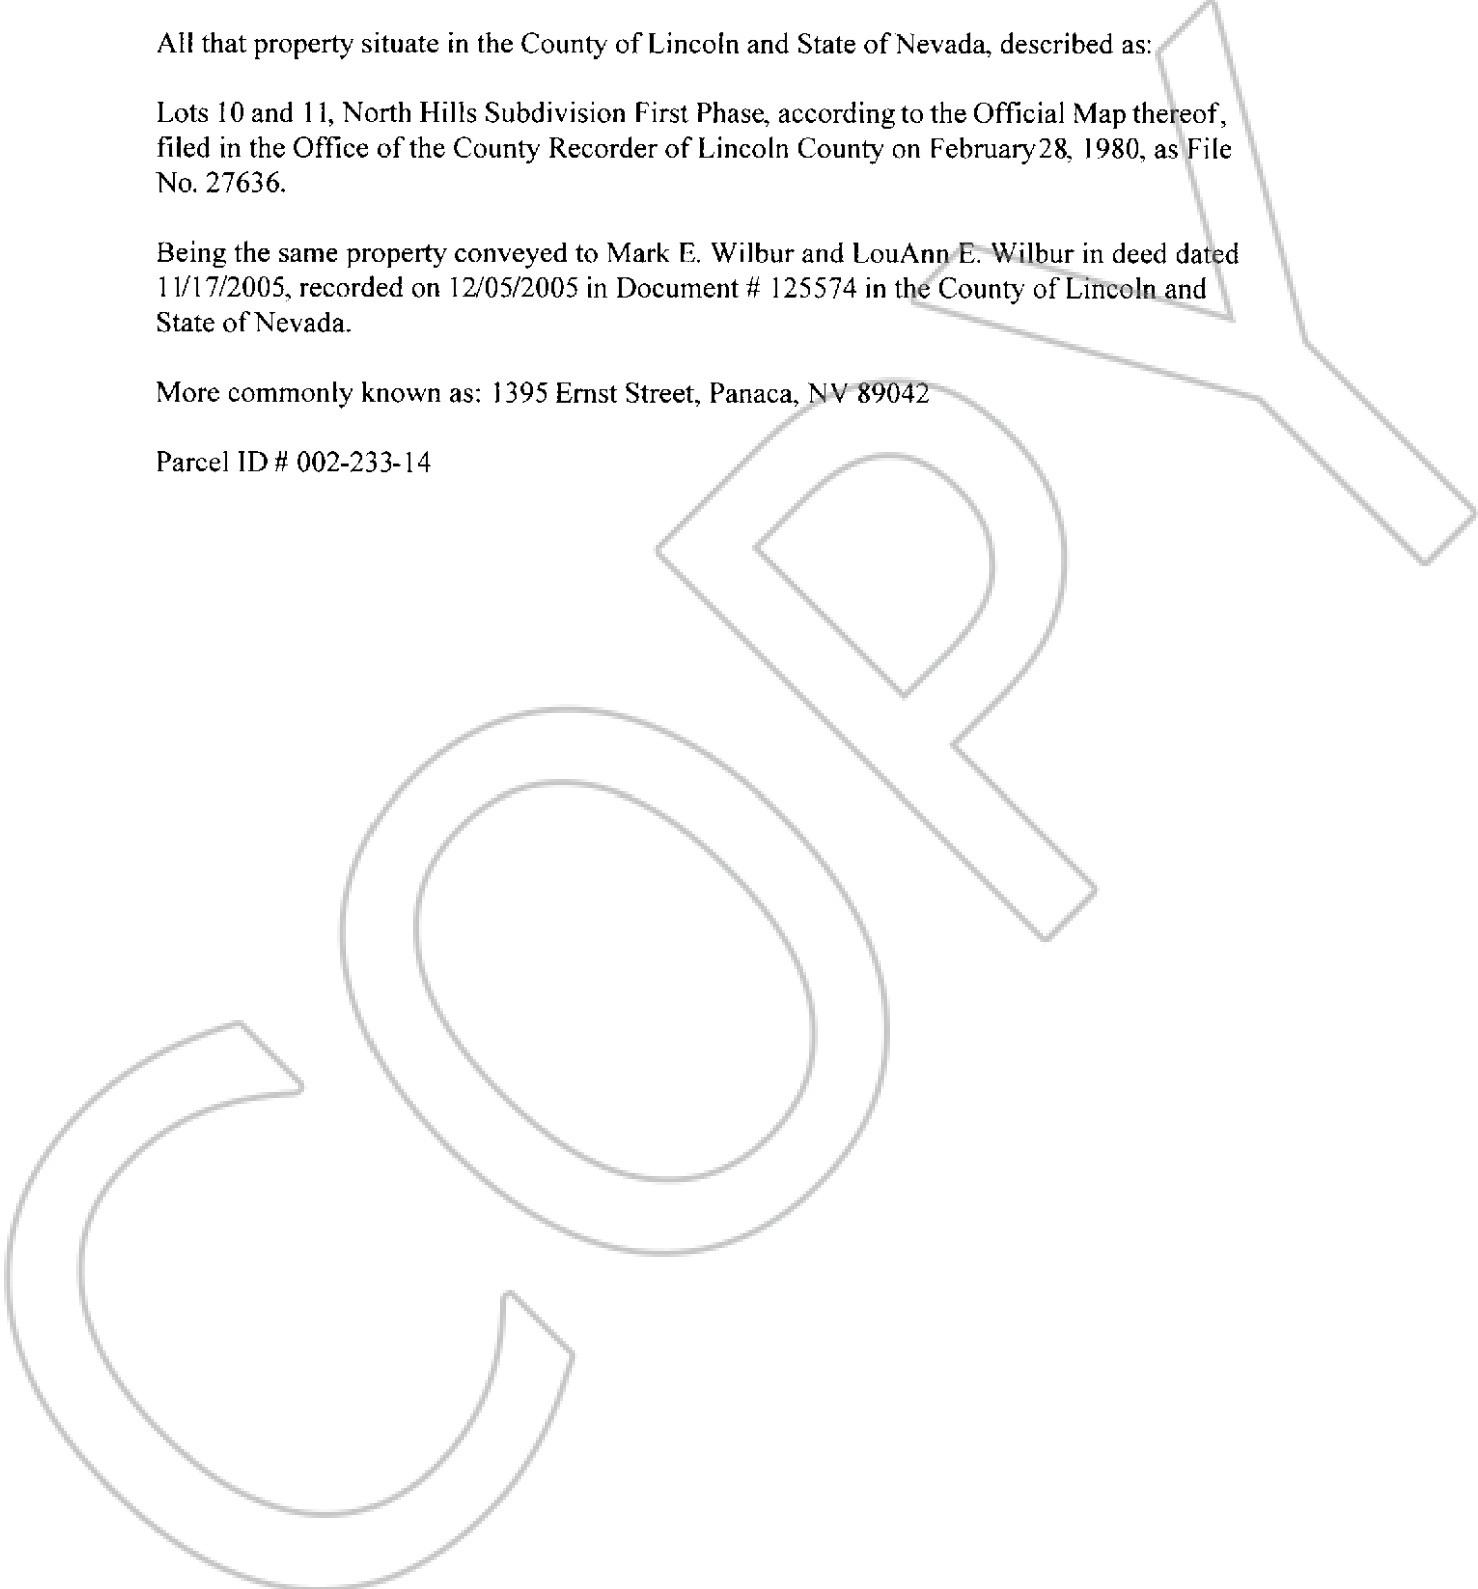 All that property situate in the County of Lincoln and State of Nevada, described as:
Lots 10 and 11, North Hills Subdivision First Phase, according to the Official Map thereof,
filed in the Office of the County Recorder of Lincoln County on February 28, 1980, as File
No. 27636.
Being the same property conveyed to Mark E. Wilbur and LouAnn E. Wilbur in deed dated
11/17/2005, recorded on 12/05/2005 in Document # 125574 in the County of Lincoln and
State of Nevada.
More commonly known as: 1395 Ernst Street, Panaca, NV 89042
Parcel ID # 002-233-14
COPY